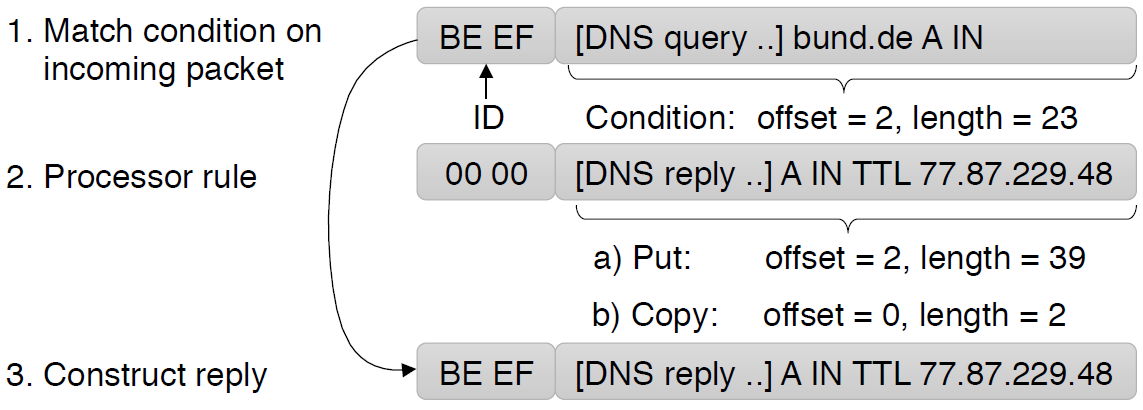 1. Match condition on
incoming packet
BE EF
[DNS query ..] bund.de A IN
ID
Condition: offset = 2, length = 23
2. Processor rule
00 00
[DNS reply ..] A IN TTL 77.87.229.48
a) Put: offset = 2, length = 39
b) Copy: offset = 0, length = 2
3. Construct reply
BE EF
[DNS reply ..] A IN TTL 77.87.229.48